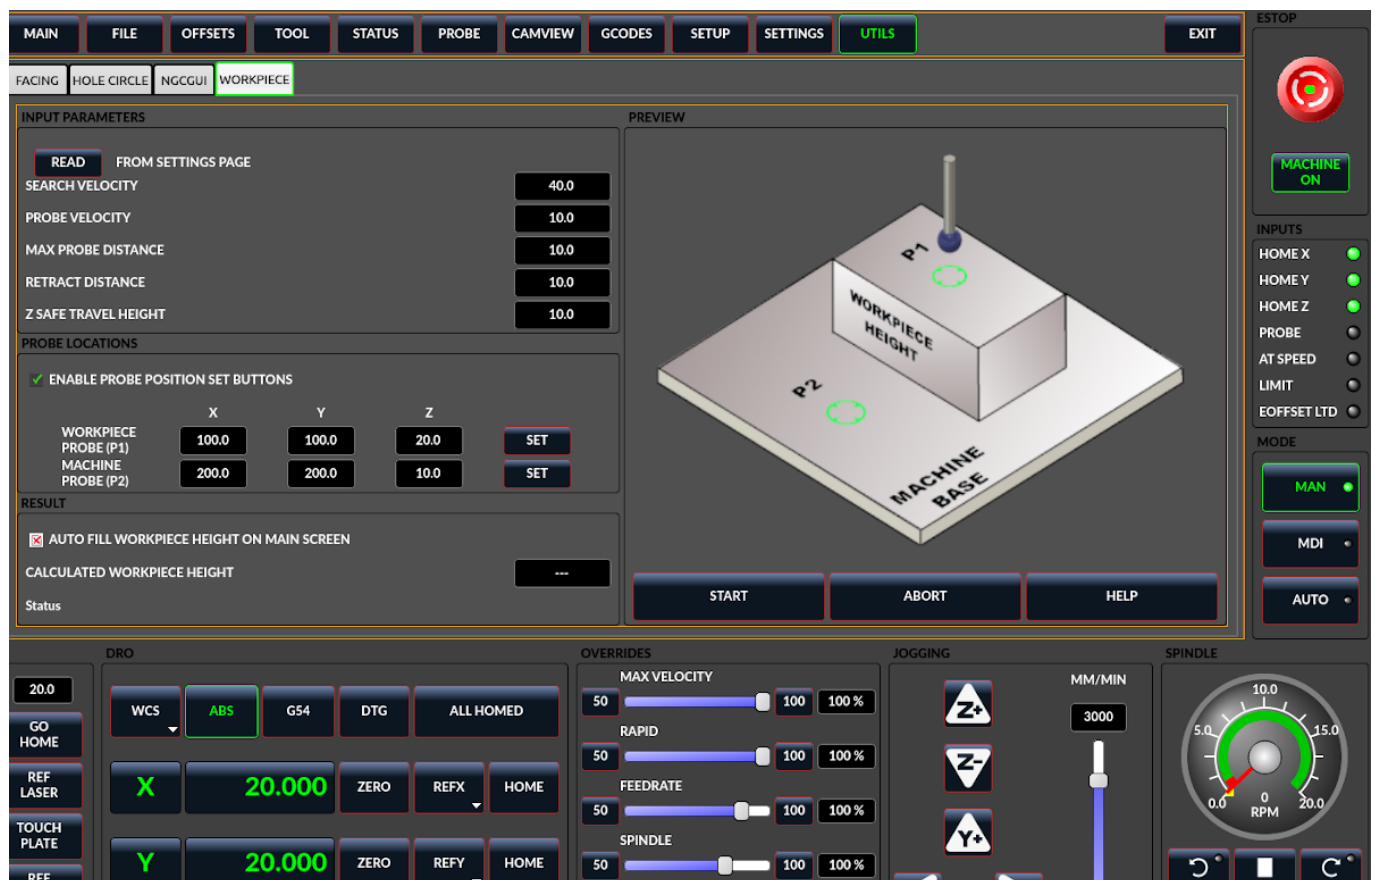 MAIN FILE OFFSETS TOOL STATUS PROBE CAMVIEW GCODES SETUP SETTINGS UTILS EXIT
FACING HOLE CIRCLE NGCGUI WORKPIECE
INPUT PARAMETERS
READ FROM SETTINGS PAGE
SEARCH VELOCITY 40.0
PROBE VELOCITY 10.0
MAX PROBE DISTANCE 10.0
RETRACT DISTANCE 10.0
Z SAFE TRAVEL HEIGHT 10.0
PROBE LOCATIONS
ENABLE PROBE POSITION SET BUTTONS
X Y Z
WORKPIECE
PROBE (P1) 100.0 100.0 20.0 SET
MACHINE
PROBE (P2) 200.0 200.0 10.0 SET
RESULT
AUTO FILL WORKPIECE HEIGHT ON MAIN SCREEN
CALCULATED WORKPIECE HEIGHT ---
Status
PREVIEW
P1
WORKPIECE
HEIGHT
P2
MACHINE
BASE
START ABORT HELP
ESTOP
MACHINE
ON
INPUTS
HOME X
HOME Y
HOME Z
PROBE
AT SPEED
LIMIT
EOFFSET LTD
MODE
MAN
MDI
AUTO
20.0
GO
HOME
REF
LASER
TOUCH
PLATE
REF
DRO
WCS ABS G54 DTG ALL HOMED
X 20.000 ZERO REFX HOME
Y 20.000 ZERO REFY HOME
OVERRIDES
MAX VELOCITY
50 100 100 %
RAPID
50 100 100 %
FEEDRATE
50 100 100 %
SPINDLE
50 100 100 %
JOGGING
Z+
Z-
Y+
MM/MIN
3000
SPINDLE
10.0
5.0 15.0
0.0 0 20.0
RPM